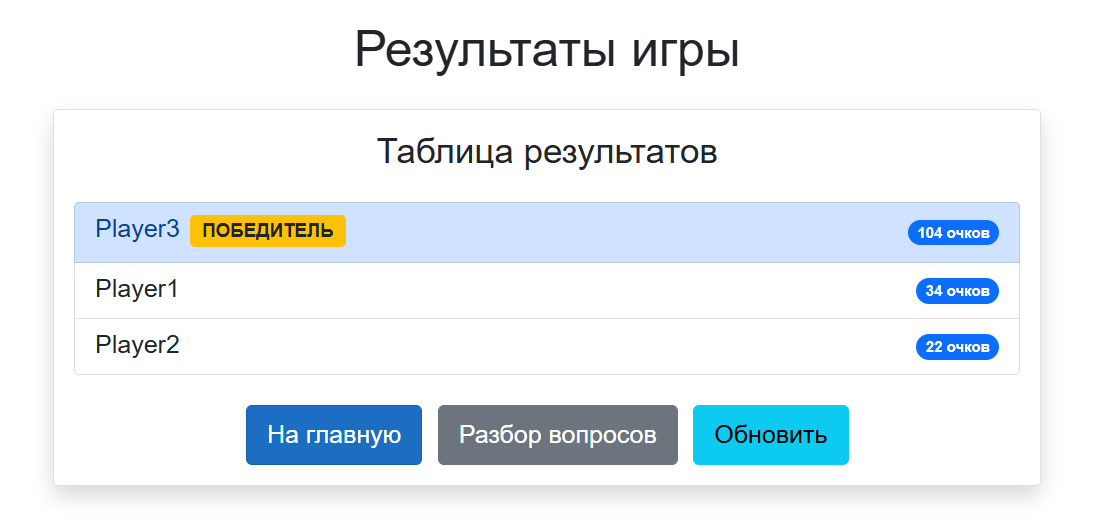 Результаты игры
Таблица результатов
Player3 ПОБЕДИТЕЛЬ 104 очков
Player1 34 очков
Player2 22 очков
На главную Разбор вопросов Обновить